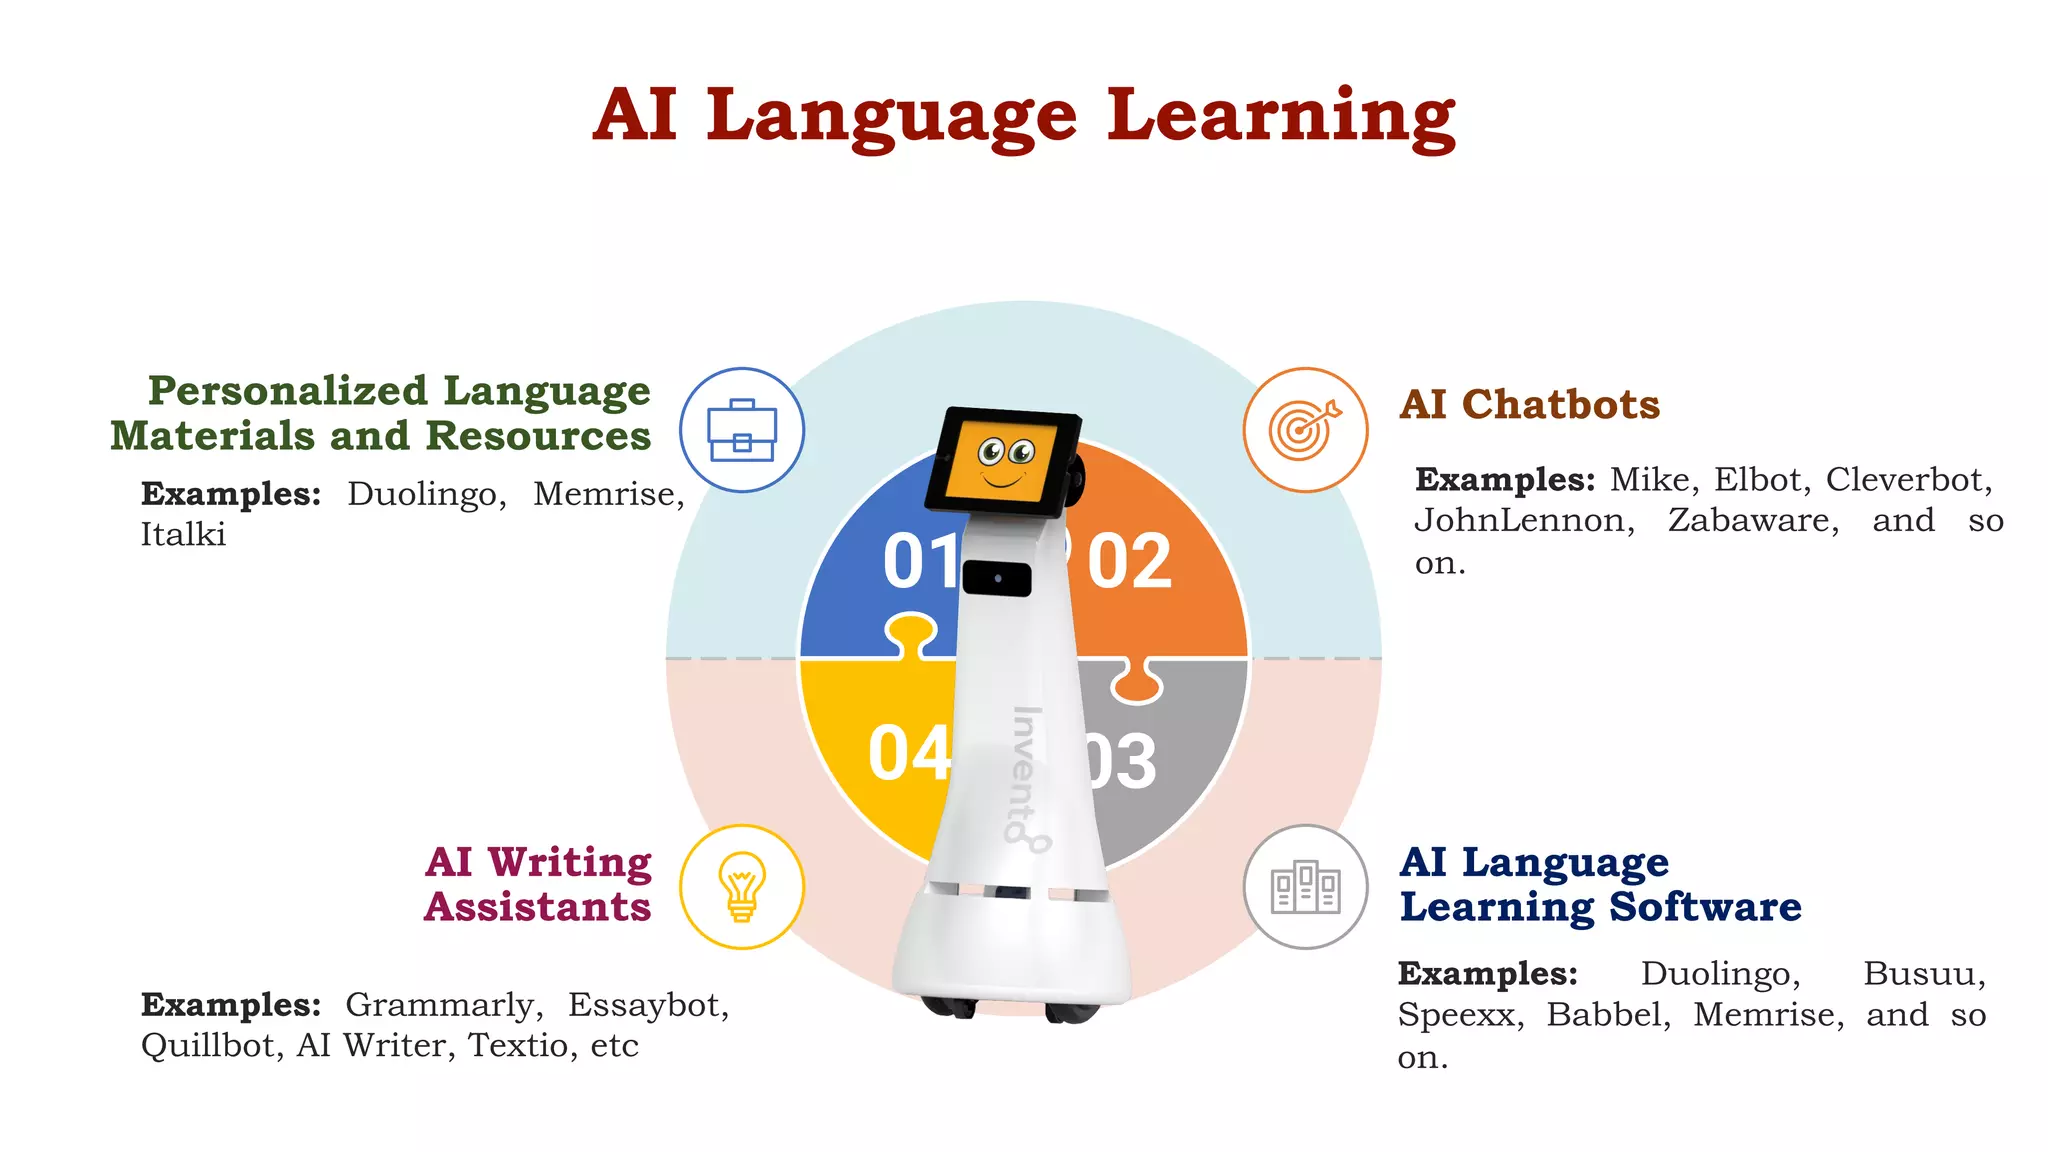 AI Language Learning
Personalized Language
Materials and Resources
Examples: Duolingo, Memrise,
Italki
AI Chatbots
Examples: Mike, Elbot, Cleverbot,
JohnLennon, Zabaware, and so
on.
01
02
04
03
Invento
AI Writing
Assistants
Examples: Grammarly, Essaybot,
Quillbot, AI Writer, Textio, etc
AI Language
Learning Software
Examples: Duolingo, Busuu,
Speexx, Babbel, Memrise, and so
on.